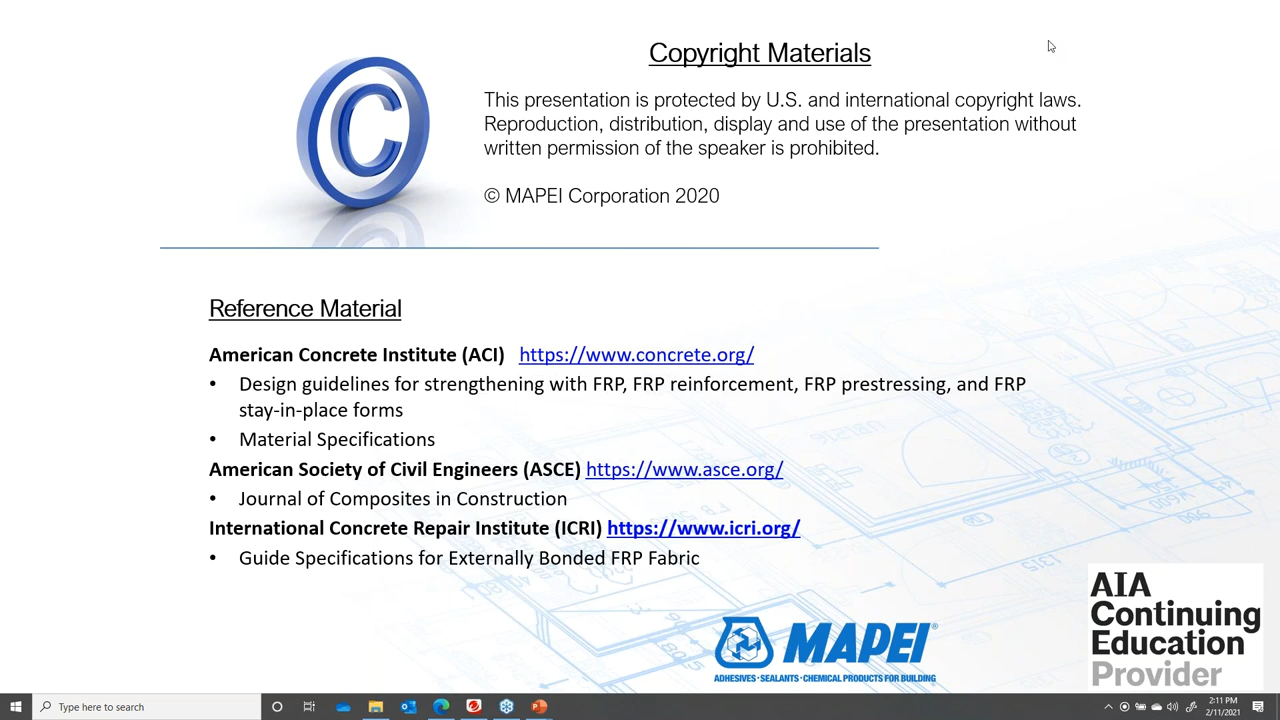 Copyright Materials
This presentation is protected by U.S. and international copyright laws.
Reproduction, distribution, display and use of the presentation without
written permission of the speaker is prohibited.
© MAPEI Corporation 2020
Reference Material
American Concrete Institute (ACI) https://www.concrete.org/
• Design guidelines for strengthening with FRP, FRP reinforcement, FRP prestressing, and FRP
stay-in-place forms
• Material Specifications
American Society of Civil Engineers (ASCE) https://www.asce.org/
• Journal of Composites in Construction
International Concrete Repair Institute (ICRI) https://www.icri.org/
• Guide Specifications for Externally Bonded FRP Fabric
MAPEI®
ADHESIVES · SEALANTS · CHEMICAL PRODUCTS FOR BUILDING
AIA
Continuing
Education
Provider
Type here to search
2:11 PM
2/11/2021